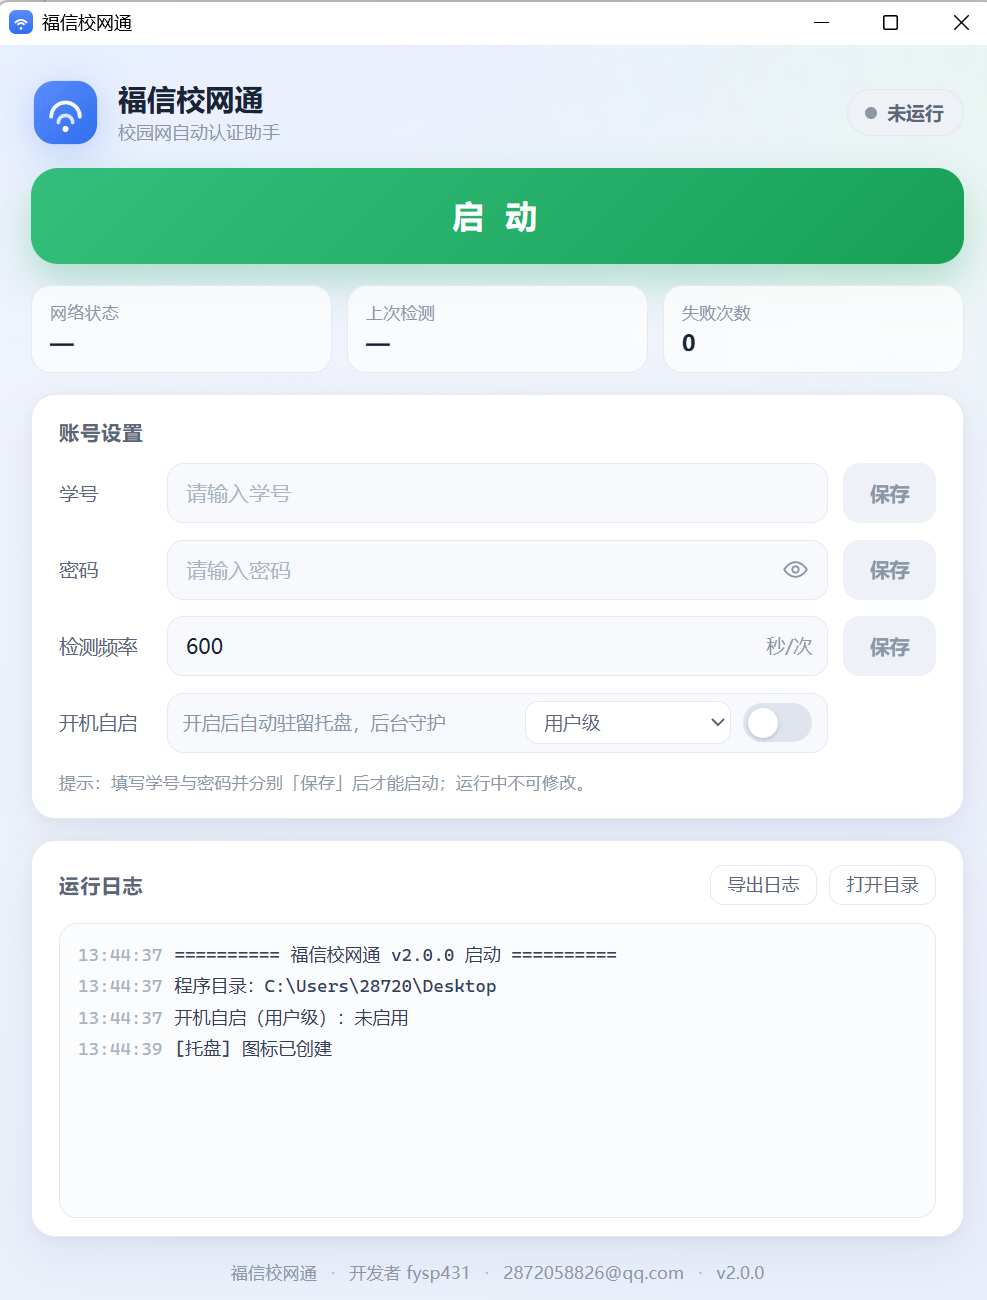 福信校网通
福信校网通
校园网自动认证助手
未运行
启 动
网络状态
—
上次检测
—
失败次数
0
账号设置
学号
请输入学号
保存
密码
请输入密码
保存
检测频率
600
秒/次
保存
开机自启
开启后自动驻留托盘，后台守护
用户级
提示：填写学号与密码并分别「保存」后才能启动；运行中不可修改。
运行日志
导出日志
打开目录
13:44:37 ========== 福信校网通 v2.0.0 启动 ==========
13:44:37 程序目录：C:\Users\28720\Desktop
13:44:37 开机自启（用户级）：未启用
13:44:39 [托盘] 图标已创建
福信校网通 · 开发者 fysp431 · 2872058826@qq.com · v2.0.0